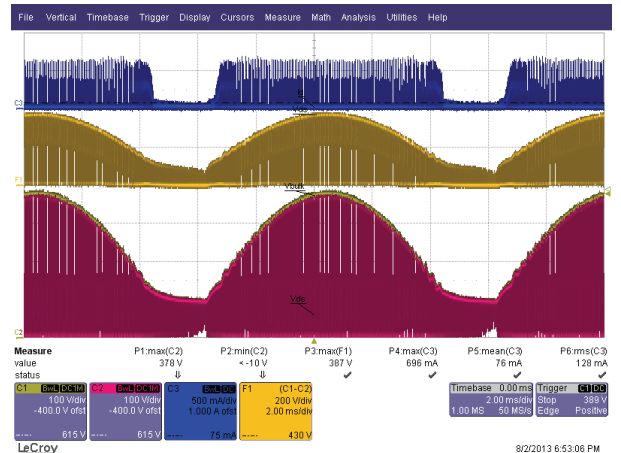 File Vertical Timebase Trigger Display Cursors Measure Math Analysis Utilities Help
C3
F1
Vbulk
Vds
C2
Measure P1:max(C2) P2:min(C2) P3:max(F1) P4:max(C3) P5:mean(C3) P6:rms(C3)
value 378 V < -10 V 387 V 696 mA 76 mA 128 mA
status
C1 BwL DC1M C2 BwL DC1M C3 BwL DC F1 (C1-C2) Timebase 0.00 ms Trigger C1 DC
100 V/div 100 V/div 500 mA/div 200 V/div 2.00 ms/div Stop 389 V
-400.0 V ofst -400.0 V ofst 1.000 A ofst 2.00 ms/div 1.00 MS 50 MS/s Edge Positive
615 V 615 V 75 mA 430 V
LeCroy 8/2/2013 6:53:06 PM